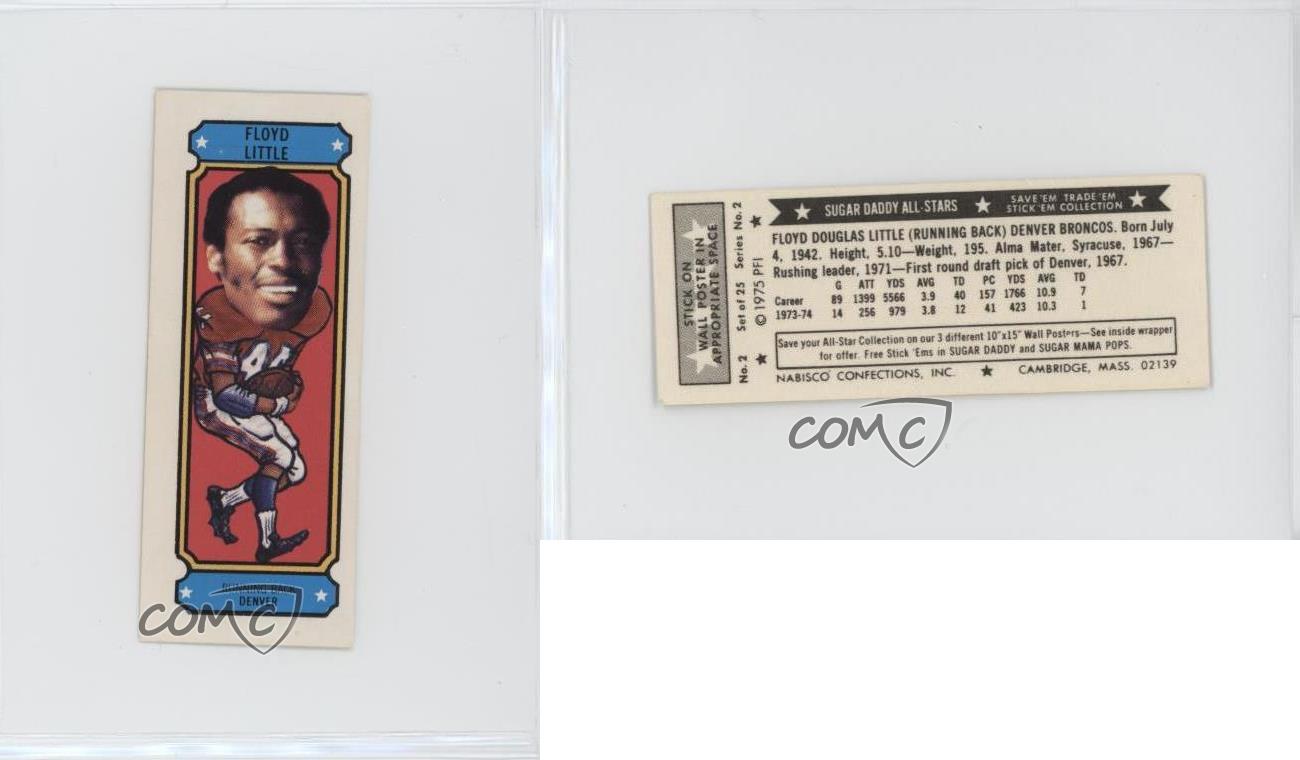 FLOYD
LITTLE
44
RUNNING BACK
DENVER
COMC
STICK ON
WALL POSTER IN
APPROPRIATE SPACE
No. 2 Set of 25 Series No. 2
© 1975 PFI
SUGAR DADDY ALL-STARS
SAVE 'EM TRADE 'EM
STICK 'EM COLLECTION
FLOYD DOUGLAS LITTLE (RUNNING BACK) DENVER BRONCOS. Born July
4, 1942. Height, 5.10—Weight, 195. Alma Mater, Syracuse, 1967—
Rushing leader, 1971—First round draft pick of Denver, 1967.
G ATT YDS AVG TD PC YDS AVG TD
Career 89 1399 5566 3.9 40 157 1766 10.9 7
1973-74 14 256 979 3.8 12 41 423 10.3 1
Save your All-Star Collection on our 3 different 10"x15" Wall Posters—See inside wrapper
for offer. Free Stick 'Ems in SUGAR DADDY and SUGAR MAMA POPS.
NABISCO CONFECTIONS, INC. CAMBRIDGE, MASS. 02139
COMC